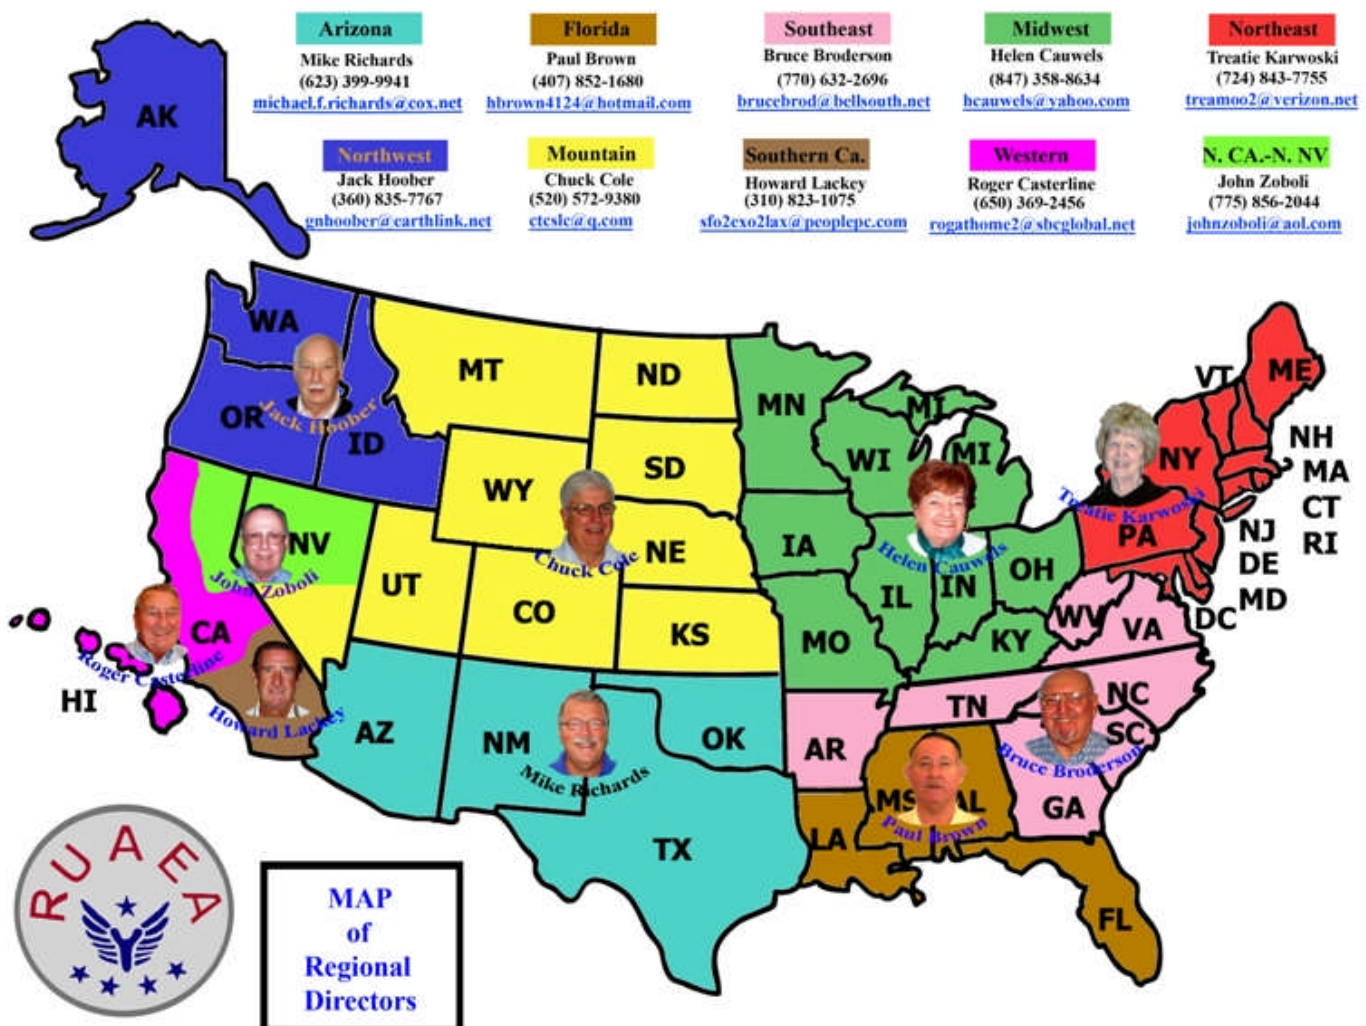 Arizona
Mike Richards
(623) 399-9941
michael.f.richards@cox.net
Florida
Paul Brown
(407) 852-1680
hbrown4124@hotmail.com
Southeast
Bruce Broderson
(770) 632-2696
brucebrod@bellsouth.net
Midwest
Helen Cauwels
(847) 358-8634
hcauwels@yahoo.com
Northeast
Treatie Karwoski
(724) 843-7755
treamoo2@verizon.net
Northwest
Jack Hoober
(360) 835-7767
gnhoober@earthlink.net
Mountain
Chuck Cole
(520) 572-9380
ctcslc@q.com
Southern Ca.
Howard Lackey
(310) 823-1075
sfo2exo2lax@peoplepc.com
Western
Roger Casterline
(650) 369-2456
rogathome2@sbcglobal.net
N. CA.-N. NV
John Zoboli
(775) 856-2044
johnzoboli@aol.com
AK
WA
OR
ID
Jack Hoober
MT
ND
SD
WY
NE
Chuck Cole
UT
CO
KS
NV
John Zoboli
CA
Roger Casterline
HI
Howard Lackey
AZ
NM
Mike Richards
OK
TX
MN
WI
MI
MI
IA
IL
IN
OH
MO
KY
Helen Cauwels
VT
ME
NH
MA
CT
RI
NY
Treatie Karwoski
PA
NJ
DE
MD
DC
WV
VA
TN
NC
SC
Bruce Broderson
AR
GA
MS
AL
Paul Brown
LA
FL
RUAEA
MAP
of
Regional
Directors